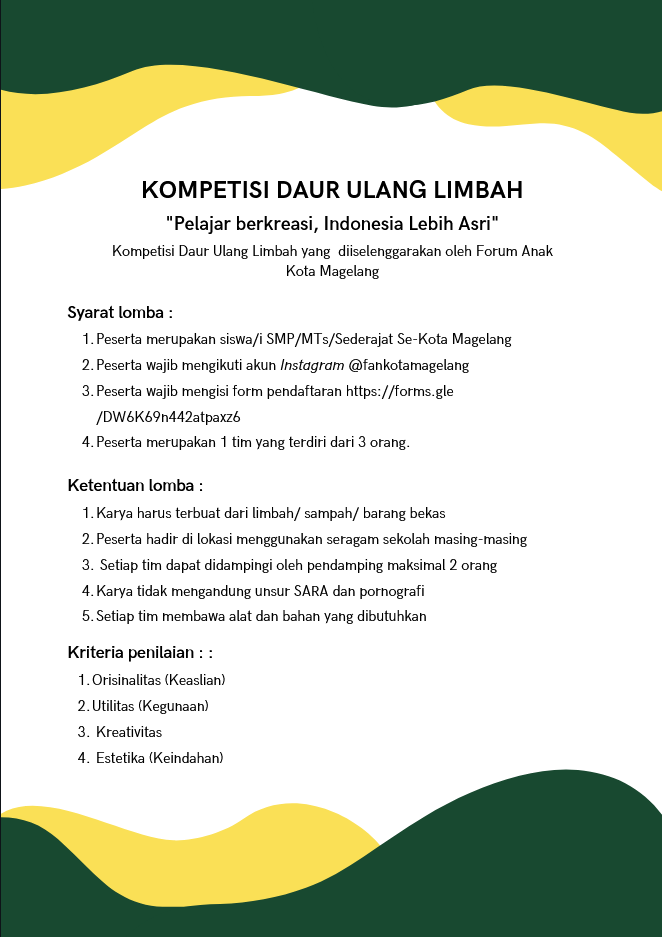 KOMPETISI DAUR ULANG LIMBAH
"Pelajar berkreasi, Indonesia Lebih Asri"
Kompetisi Daur Ulang Limbah yang diiselenggarakan oleh Forum Anak
Kota Magelang
Syarat lomba :
1. Peserta merupakan siswa/i SMP/MTs/Sederajat Se-Kota Magelang
2. Peserta wajib mengikuti akun Instagram @fankotamagelang
3. Peserta wajib mengisi form pendaftaran https://forms.gle
/DW6K69n442atpaxz6
4. Peserta merupakan 1 tim yang terdiri dari 3 orang.
Ketentuan lomba :
1. Karya harus terbuat dari limbah/ sampah/ barang bekas
2. Peserta hadir di lokasi menggunakan seragam sekolah masing-masing
3. Setiap tim dapat didampingi oleh pendamping maksimal 2 orang
4. Karya tidak mengandung unsur SARA dan pornografi
5. Setiap tim membawa alat dan bahan yang dibutuhkan
Kriteria penilaian : :
1. Orisinalitas (Keaslian)
2. Utilitas (Kegunaan)
3. Kreativitas
4. Estetika (Keindahan)